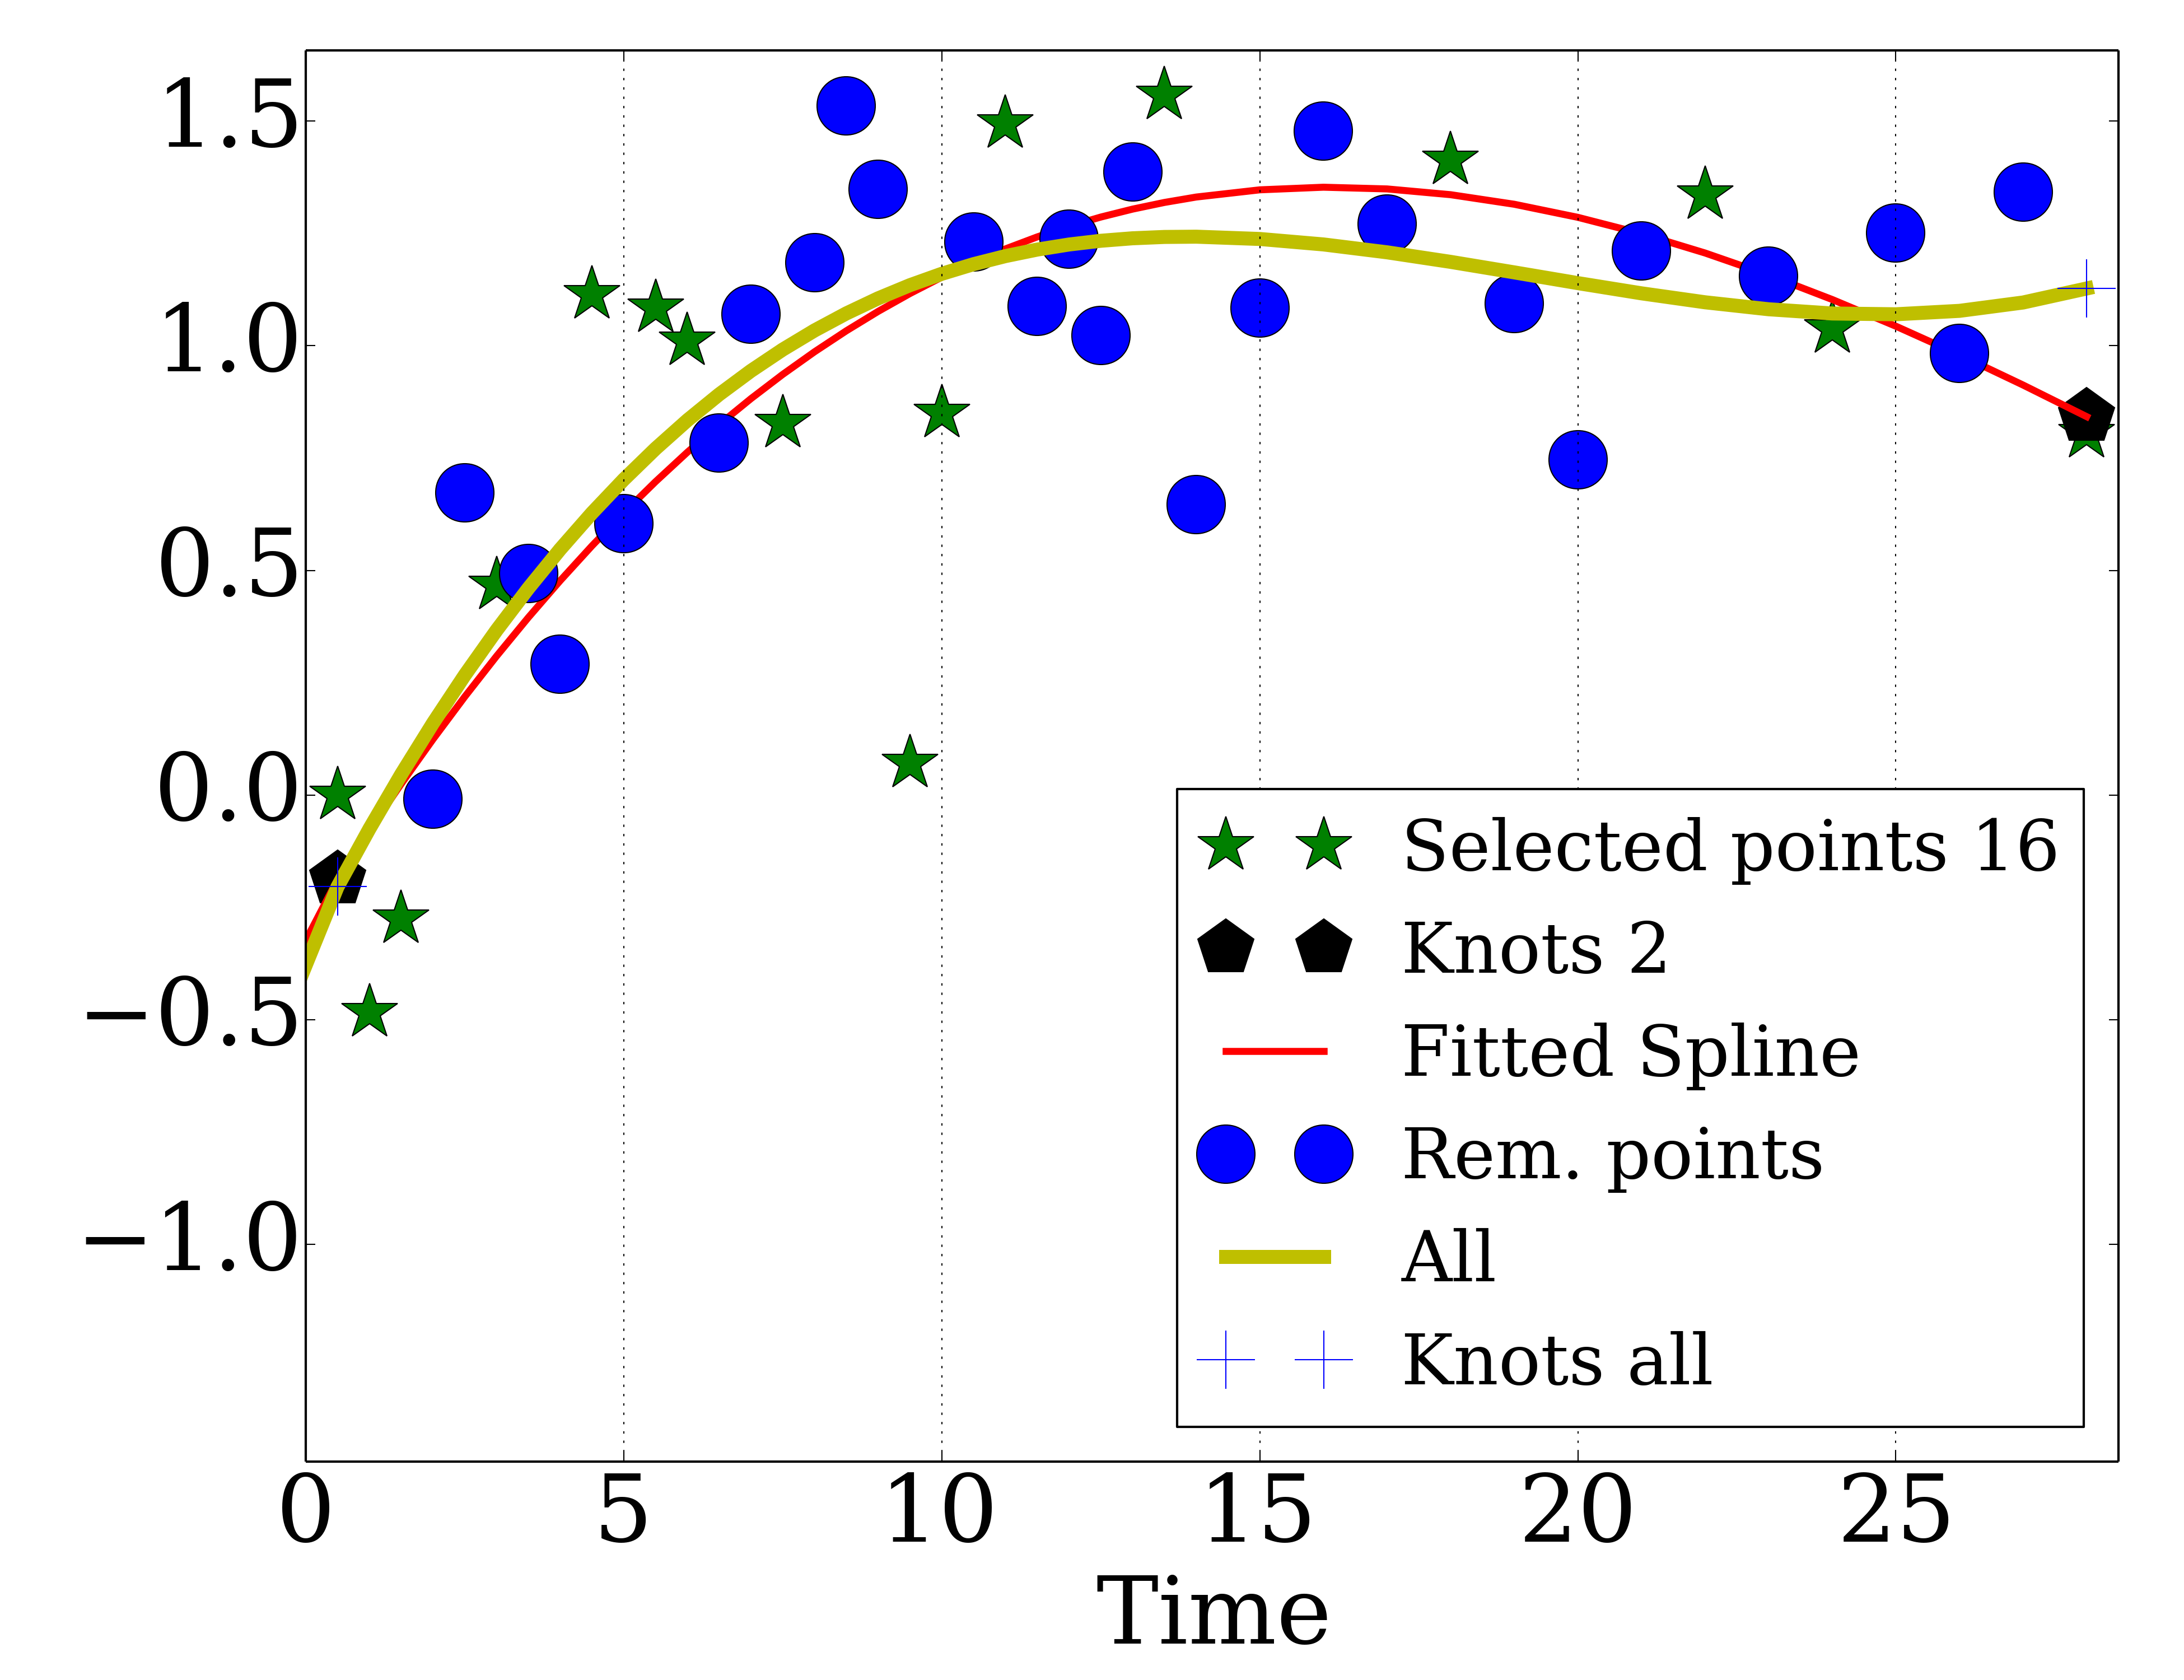 1.5
1.0
0.5
0.0
−0.5
−1.0
Selected points 16
Knots 2
Fitted Spline
Rem. points
All
Knots all
0 5 10 15 20 25
Time